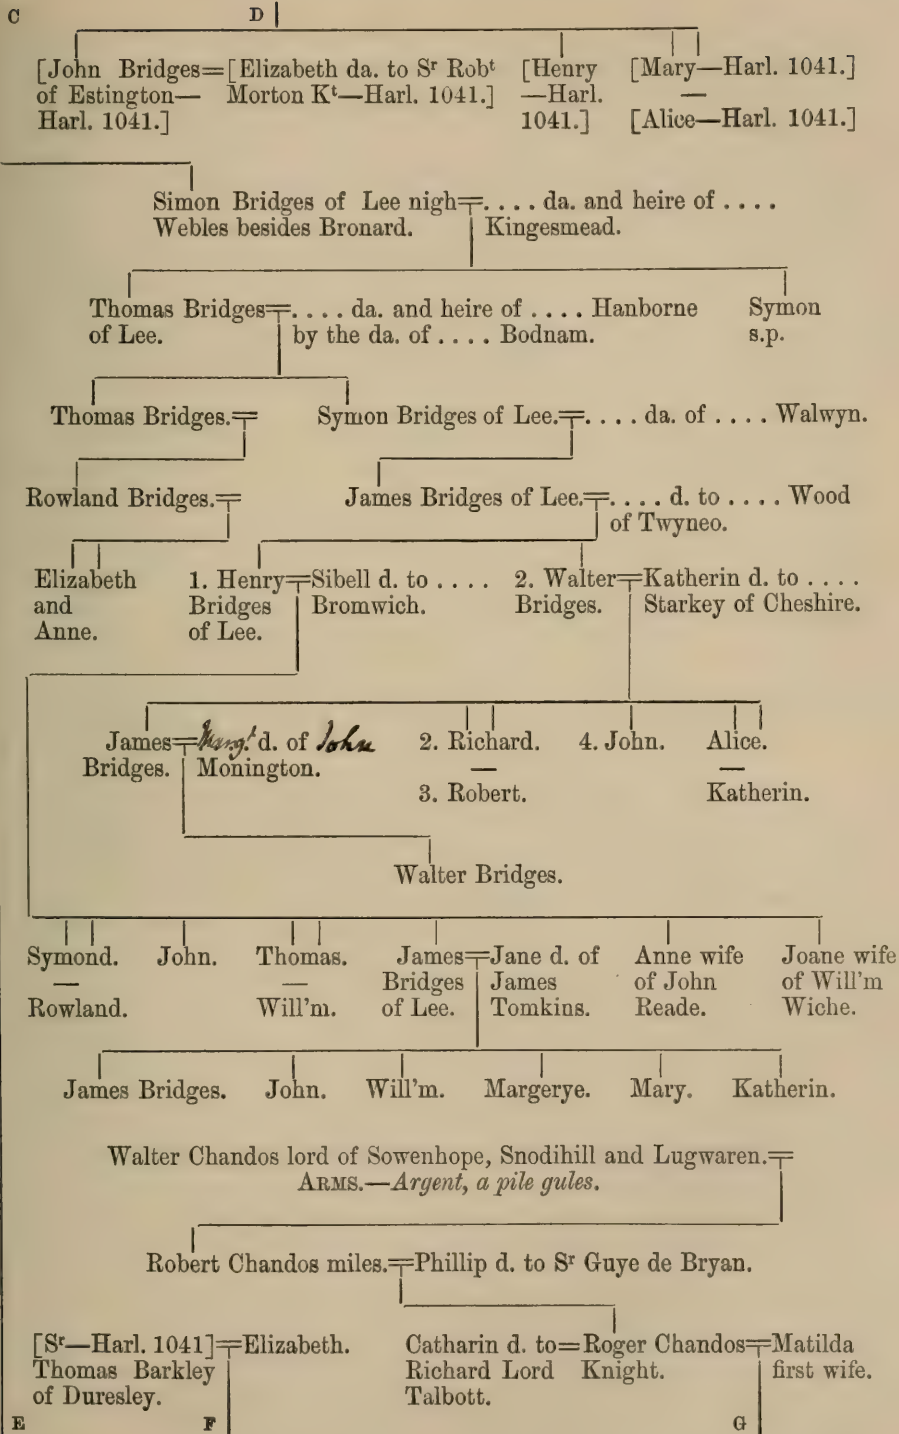 C D
[John Bridges=[Elizabeth da. to Sʳ Robᵗ [Henry [Mary—Harl. 1041.]
of Estington— Morton Kᵗ—Harl. 1041.] —Harl. —
Harl. 1041.] 1041.] [Alice—Harl. 1041.]
Simon Bridges of Lee nigh=. . . . da. and heire of . . . .
Webles besides Bronard. Kingesmead.
Thomas Bridges=. . . . da. and heire of . . . . Hanborne Symon
of Lee. by the da. of . . . . Bodnam. s.p.
Thomas Bridges.= Symon Bridges of Lee.=. . . . da. of . . . . Walwyn.
Rowland Bridges.= James Bridges of Lee.=. . . . d. to . . . . Wood
of Twyneo.
Elizabeth 1. Henry=Sibell d. to . . . . 2. Walter=Katherin d. to . . . .
and Bridges Bromwich. Bridges. Starkey of Cheshire.
Anne. of Lee.
James=Margᵗ d. of John 2. Richard. 4. John. Alice.
Bridges. Monington. — —
3. Robert. Katherin.
Walter Bridges.
Symond. John. Thomas. James=Jane d. of Anne wife Joane wife
— — Bridges James of John of Will'm
Rowland. Will'm. of Lee. Tomkins. Reade. Wiche.
James Bridges. John. Will'm. Margerye. Mary. Katherin.
Walter Chandos lord of Sowenhope, Snodihill and Lugwaren.=
ARMS.—Argent, a pile gules.
Robert Chandos miles.=Phillip d. to Sʳ Guye de Bryan.
[Sʳ—Harl. 1041]=Elizabeth. Catharin d. to=Roger Chandos=Matilda
Thomas Barkley Richard Lord Knight. first wife.
of Duresley. Talbott.
E F G